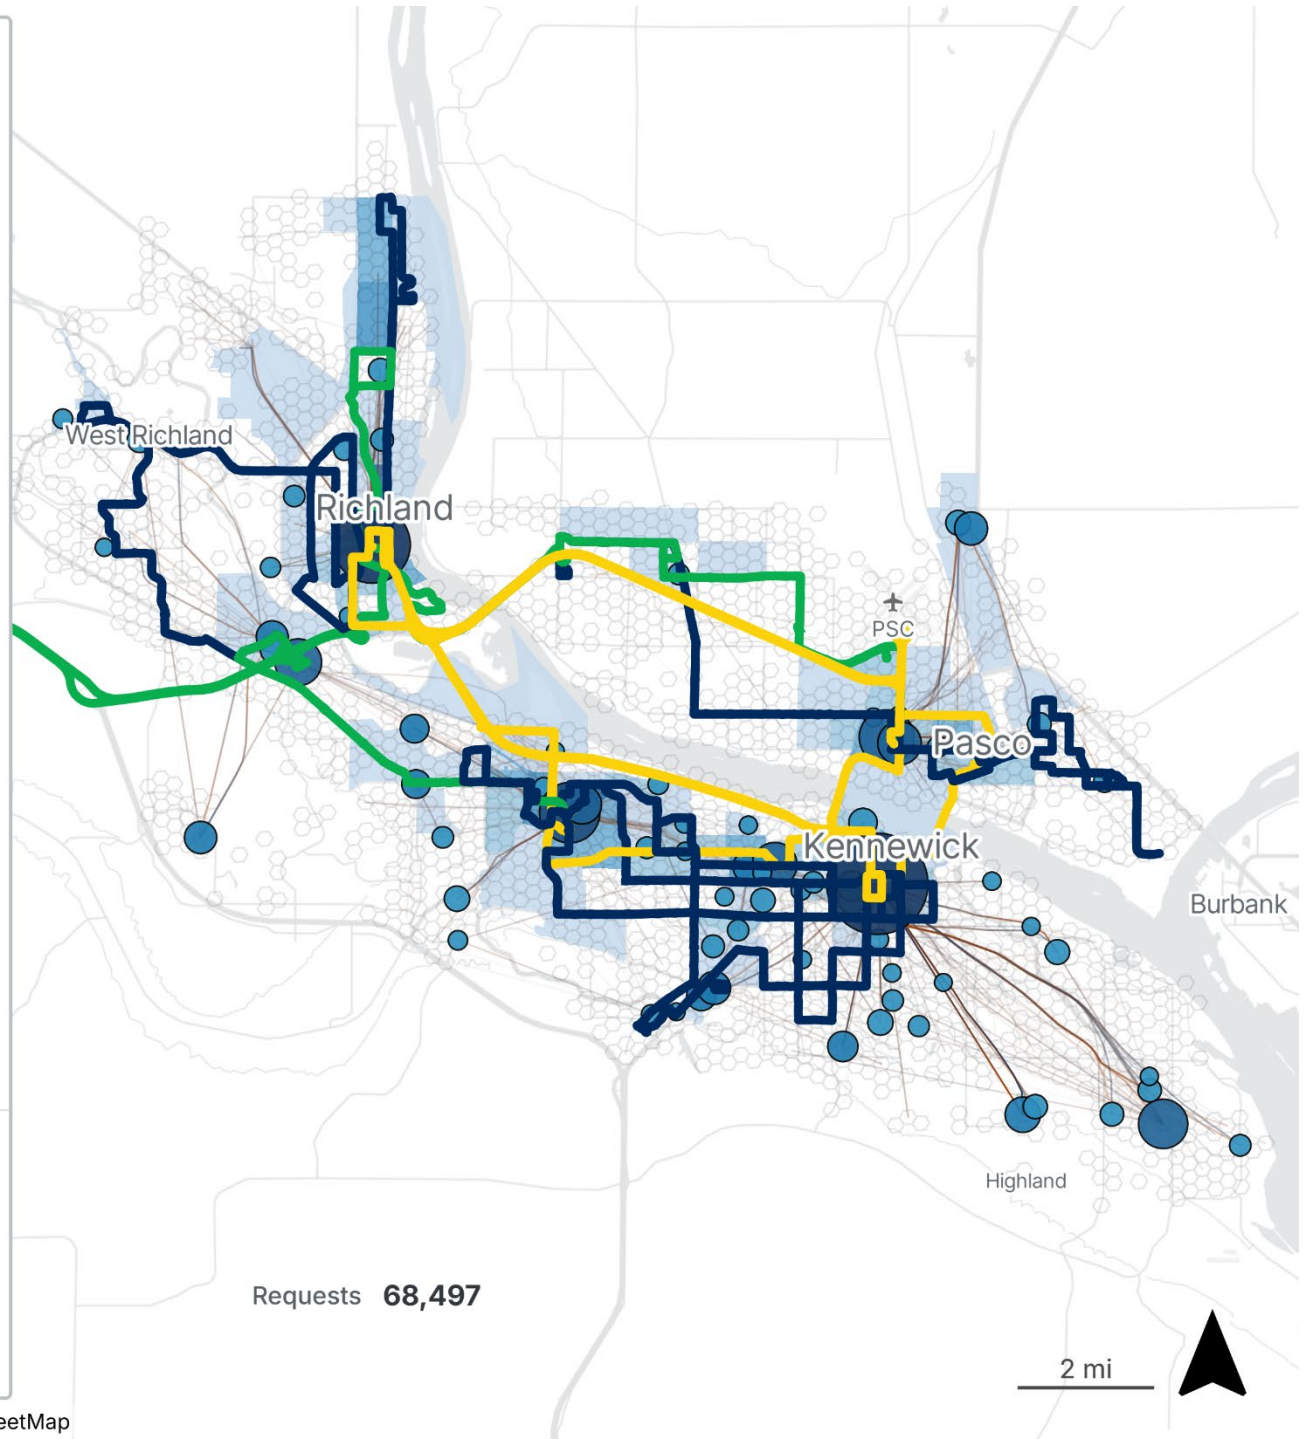 West Richland
Richland
PSC
Pasco
Kennewick
Burbank
Highland
Requests 68,497
2 mi
eetMap